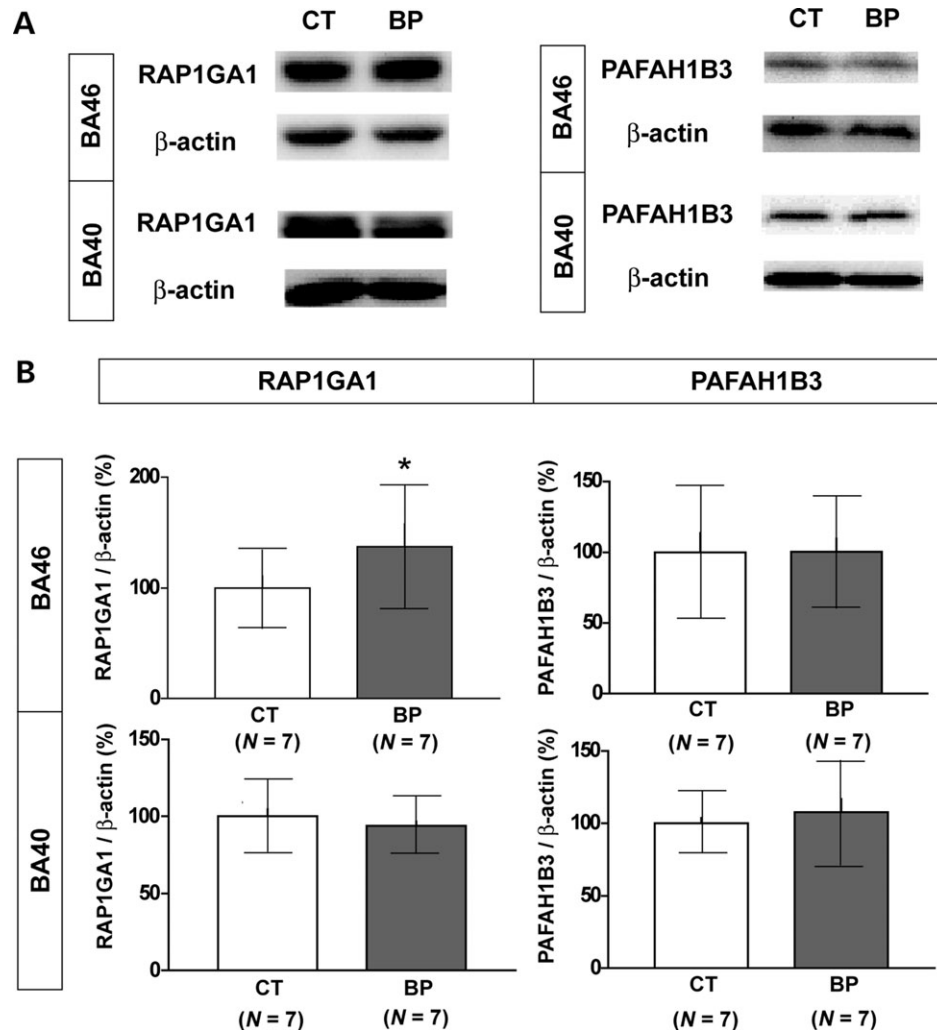 A
CT BP
BA46
RAP1GA1
β-actin
BA40
RAP1GA1
β-actin
CT BP
BA46
PAFAH1B3
β-actin
BA40
PAFAH1B3
β-actin
B
RAP1GA1 PAFAH1B3
BA46
RAP1GA1 / β-actin (%)
200
100
0
*
CT BP
(N = 7) (N = 7)
PAFAH1B3 / β-actin (%)
150
100
50
0
CT BP
(N = 7) (N = 7)
BA40
RAP1GA1 / β-actin (%)
150
100
50
0
CT BP
(N = 7) (N = 7)
PAFAH1B3 / β-actin (%)
150
100
50
0
CT BP
(N = 7) (N = 7)